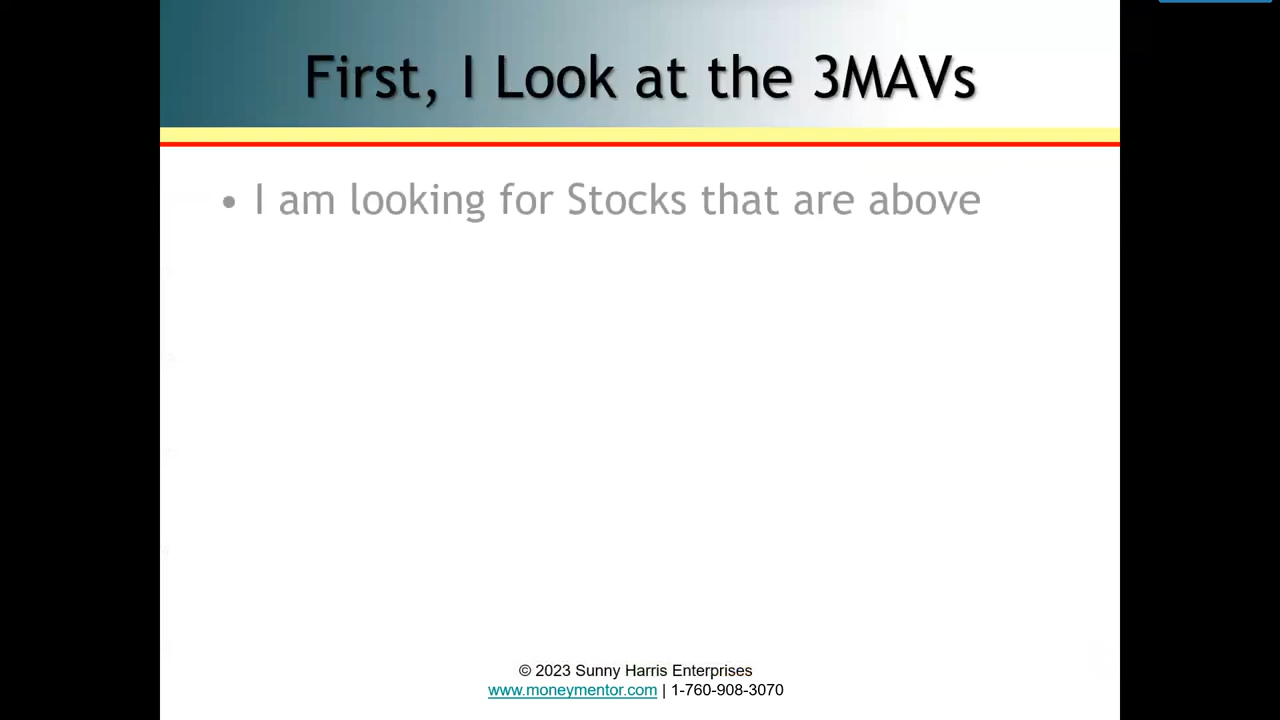 First, I Look at the 3MAVs
• I am looking for Stocks that are above
© 2023 Sunny Harris Enterprises
www.moneymentor.com | 1-760-908-3070